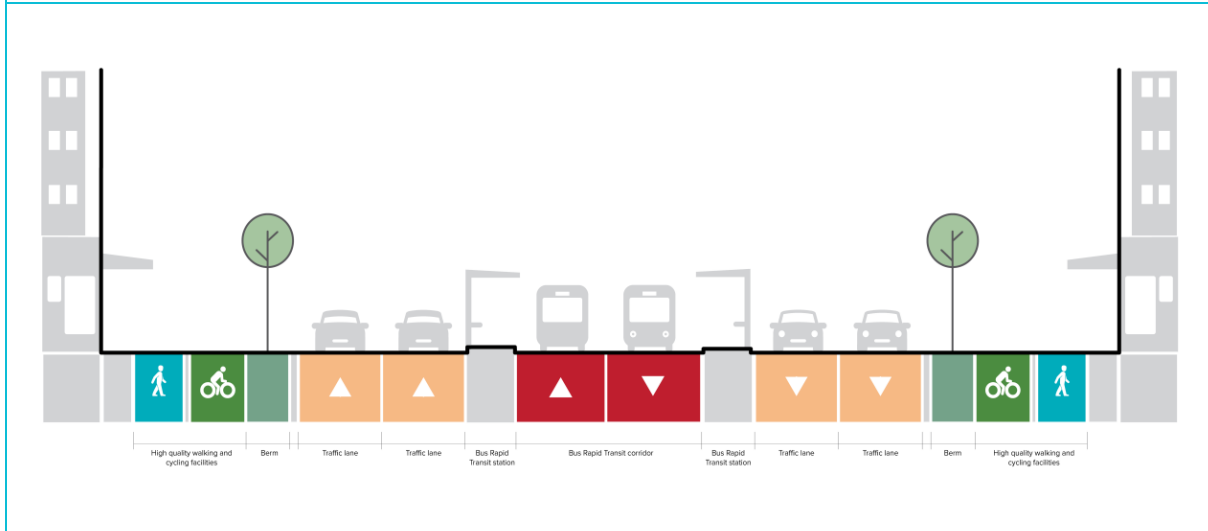 High quality walking and
cycling facilities
Berm
Traffic lane
Traffic lane
Bus Rapid
Transit station
Bus Rapid Transit corridor
Bus Rapid
Transit station
Traffic lane
Traffic lane
Berm
High quality walking and
cycling facilities